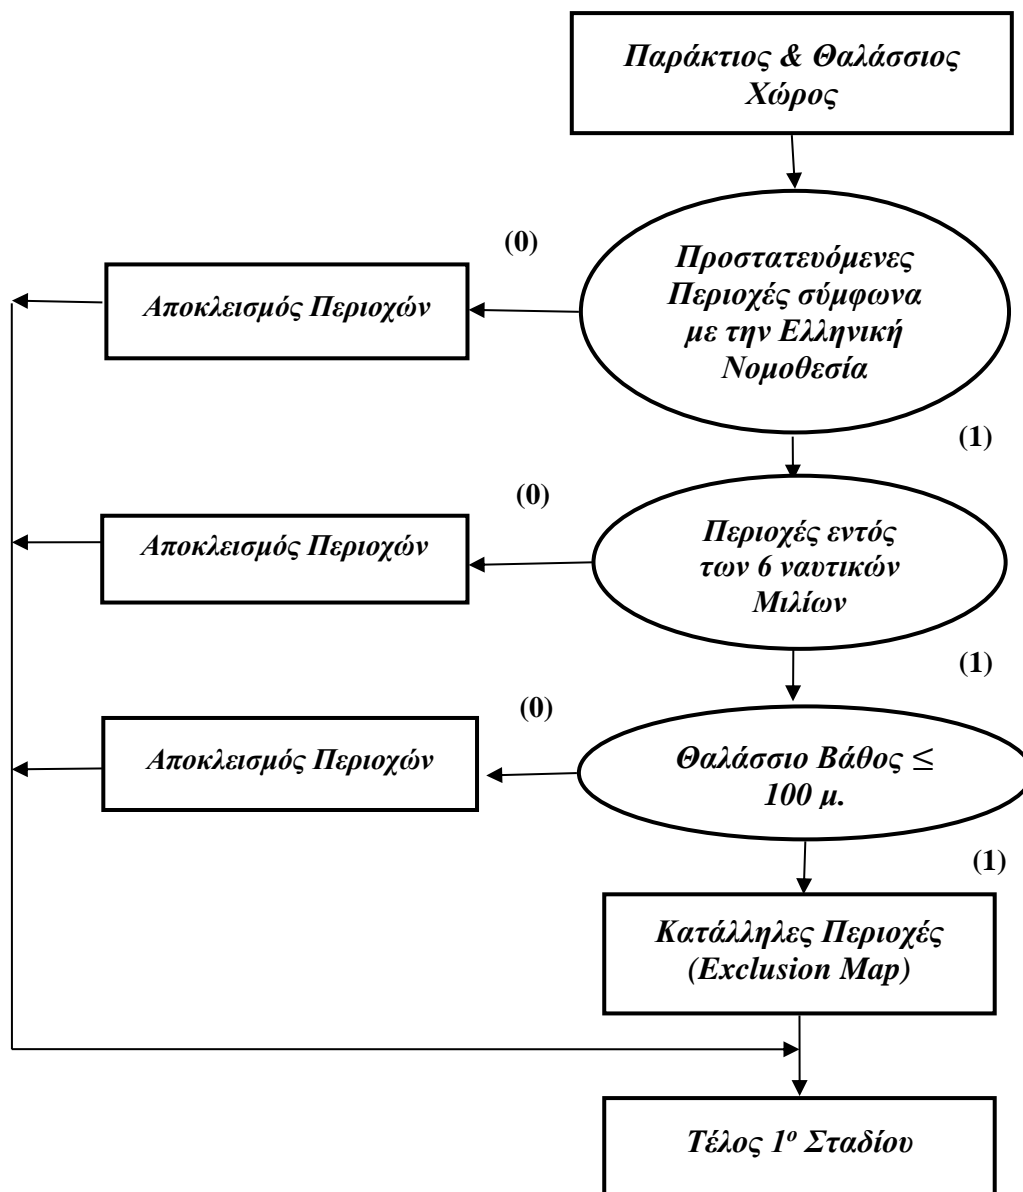 Παράκτιος & Θαλάσσιος
Χώρος
(0)
Προστατευόμενες
Περιοχές σύμφωνα
με την Ελληνική
Νομοθεσία
Αποκλεισμός Περιοχών
(1)
(0)
Περιοχές εντός
των 6 ναυτικών
Μιλίων
Αποκλεισμός Περιοχών
(1)
(0)
Θαλάσσιο Βάθος ≤
100 μ.
Αποκλεισμός Περιοχών
(1)
Κατάλληλες Περιοχές
(Exclusion Map)
Τέλος 1ο Σταδίου